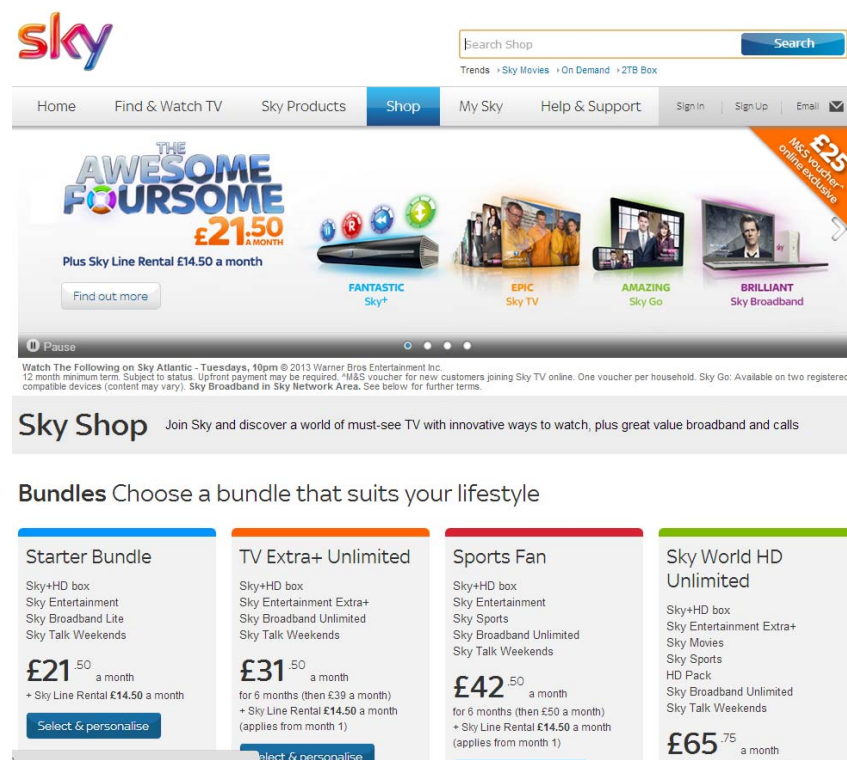 sky
Search Shop
Search
Trends › Sky Movies › On Demand › 2TB Box
Home Find & Watch TV Sky Products Shop My Sky Help & Support Sign In Sign Up Email
THE
AWESOME
FOURSOME
£21.50
A MONTH
Plus Sky Line Rental £14.50 a month
Find out more
£25
M&S voucher^
online exclusive
FANTASTIC
Sky+
EPIC
Sky TV
AMAZING
Sky Go
BRILLIANT
Sky Broadband
Pause
Watch The Following on Sky Atlantic - Tuesdays, 10pm © 2013 Warner Bros Entertainment Inc.
12 month minimum term. Subject to status. Upfront payment may be required. ^M&S voucher for new customers joining Sky TV online. One voucher per household. Sky Go: Available on two registered
compatible devices (content may vary). Sky Broadband in Sky Network Area. See below for further terms.
Sky Shop Join Sky and discover a world of must-see TV with innovative ways to watch, plus great value broadband and calls
Bundles Choose a bundle that suits your lifestyle
Starter Bundle
Sky+HD box
Sky Entertainment
Sky Broadband Lite
Sky Talk Weekends
£21.50 a month
+ Sky Line Rental £14.50 a month
Select & personalise
TV Extra+ Unlimited
Sky+HD box
Sky Entertainment Extra+
Sky Broadband Unlimited
Sky Talk Weekends
£31.50 a month
for 6 months (then £39 a month)
+ Sky Line Rental £14.50 a month
(applies from month 1)
elect & personalise
Sports Fan
Sky+HD box
Sky Entertainment
Sky Sports
Sky Broadband Unlimited
Sky Talk Weekends
£42.50 a month
for 6 months (then £50 a month)
+ Sky Line Rental £14.50 a month
(applies from month 1)
Sky World HD
Unlimited
Sky+HD box
Sky Entertainment Extra+
Sky Movies
Sky Sports
HD Pack
Sky Broadband Unlimited
Sky Talk Weekends
£65.75 a month